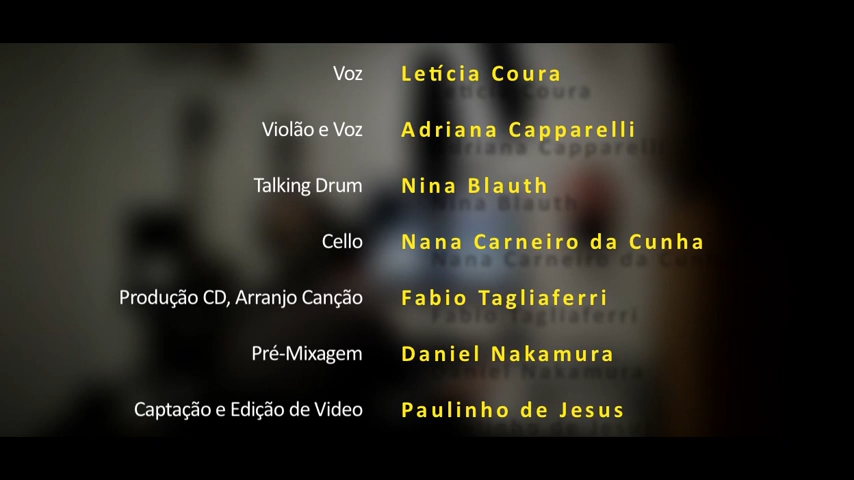 Voz Letícia Coura
Violão e Voz Adriana Capparelli
Talking Drum Nina Blauth
Cello Nana Carneiro da Cunha
Produção CD, Arranjo Canção Fabio Tagliaferri
Pré-Mixagem Daniel Nakamura
Captação e Edição de Video Paulinho de Jesus